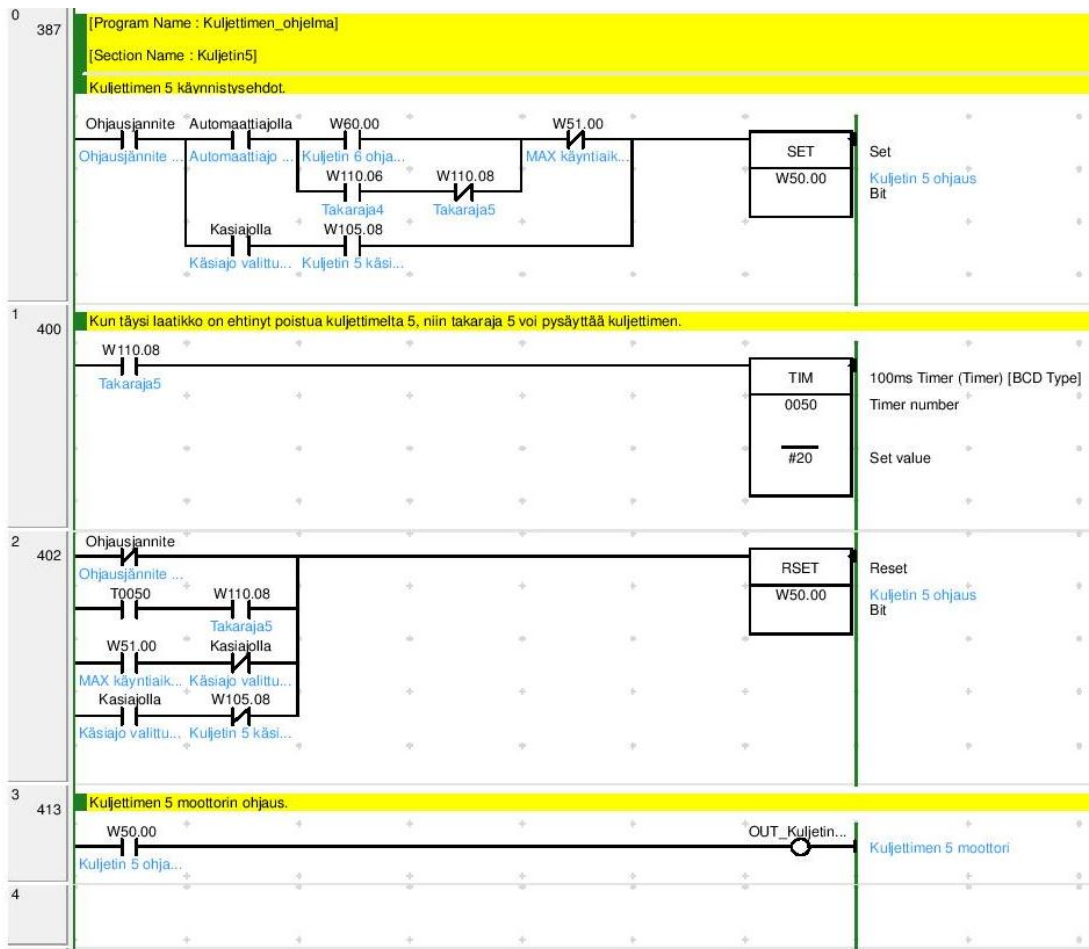 0
387
[Program Name : Kuljettimen_ohjelma]
[Section Name : Kuljetin5]
Kuljettimen 5 käynnistysehdot.
Ohjausjannite Automaattiajolla W60.00 W51.00
Ohjausjännite ... Automaattiajo ... Kuljetin 6 ohja... MAX käyntiaik...
SET Set
W50.00 Kuljetin 5 ohjaus
Bit
W110.06 W110.08
Takaraja4 Takaraja5
Kasiajolla W105.08
Käsiajo valittu... Kuljetin 5 käsi...
1
400
Kun täysi laatikko on ehtinyt poistua kuljettimelta 5, niin takaraja 5 voi pysäyttää kuljettimen.
W110.08
Takaraja5
TIM 100ms Timer (Timer) [BCD Type]
0050 Timer number
#20 Set value
2
402
Ohjausjannite
Ohjausjännite ...
RSET Reset
W50.00 Kuljetin 5 ohjaus
Bit
T0050 W110.08
Takaraja5
W51.00 Kasiajolla
MAX käyntiaik... Käsiajo valittu...
Kasiajolla W105.08
Käsiajo valittu... Kuljetin 5 käsi...
3
413
Kuljettimen 5 moottorin ohjaus.
W50.00 OUT_Kuljetin...
Kuljetin 5 ohja... Kuljettimen 5 moottori
4